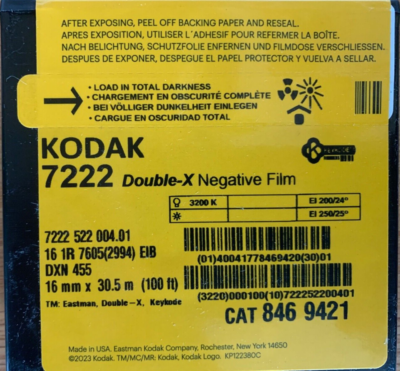 AFTER EXPOSING, PEEL OFF BACKING PAPER AND RESEAL.
APRES EXPOSITION, UTILISER L´ADHESIF POUR REFERMER LA BOÎTE.
NACH BELICHTUNG, SCHUTZFOLIE ENFERNEN UND FILMDOSE VERSCHLIESSEN.
DESPUES DE EXPONER, DESPEGUE EL PAPEL PROTECTOR Y VUELVA A SELLAR.
• LOAD IN TOTAL DARKNESS
• CHARGEMENT EN OBSCURITÉ COMPLÈTE
• BEI VÖLLIGER DUNKELHEIT EINLEGEN
• CARGUE EN OSCURIDAD TOTAL
KODAK
7222 Double-X Negative Film
3200 K EI 200/24°
EI 250/25°
7222 522 004.01
16 1R 7605(2994) EIB
DXN 455
16 mm x 30.5 m (100 ft)
TM: Eastman, Double-X, Keykode
(01)40041778469420(30)01
(3220)000100(10)722252200401
CAT 846 9421
Made in USA. Eastman Kodak Company, Rochester, New York 14650
©2023 Kodak. TM/MC/MR: Kodak, Kodak Logo. KP122380C